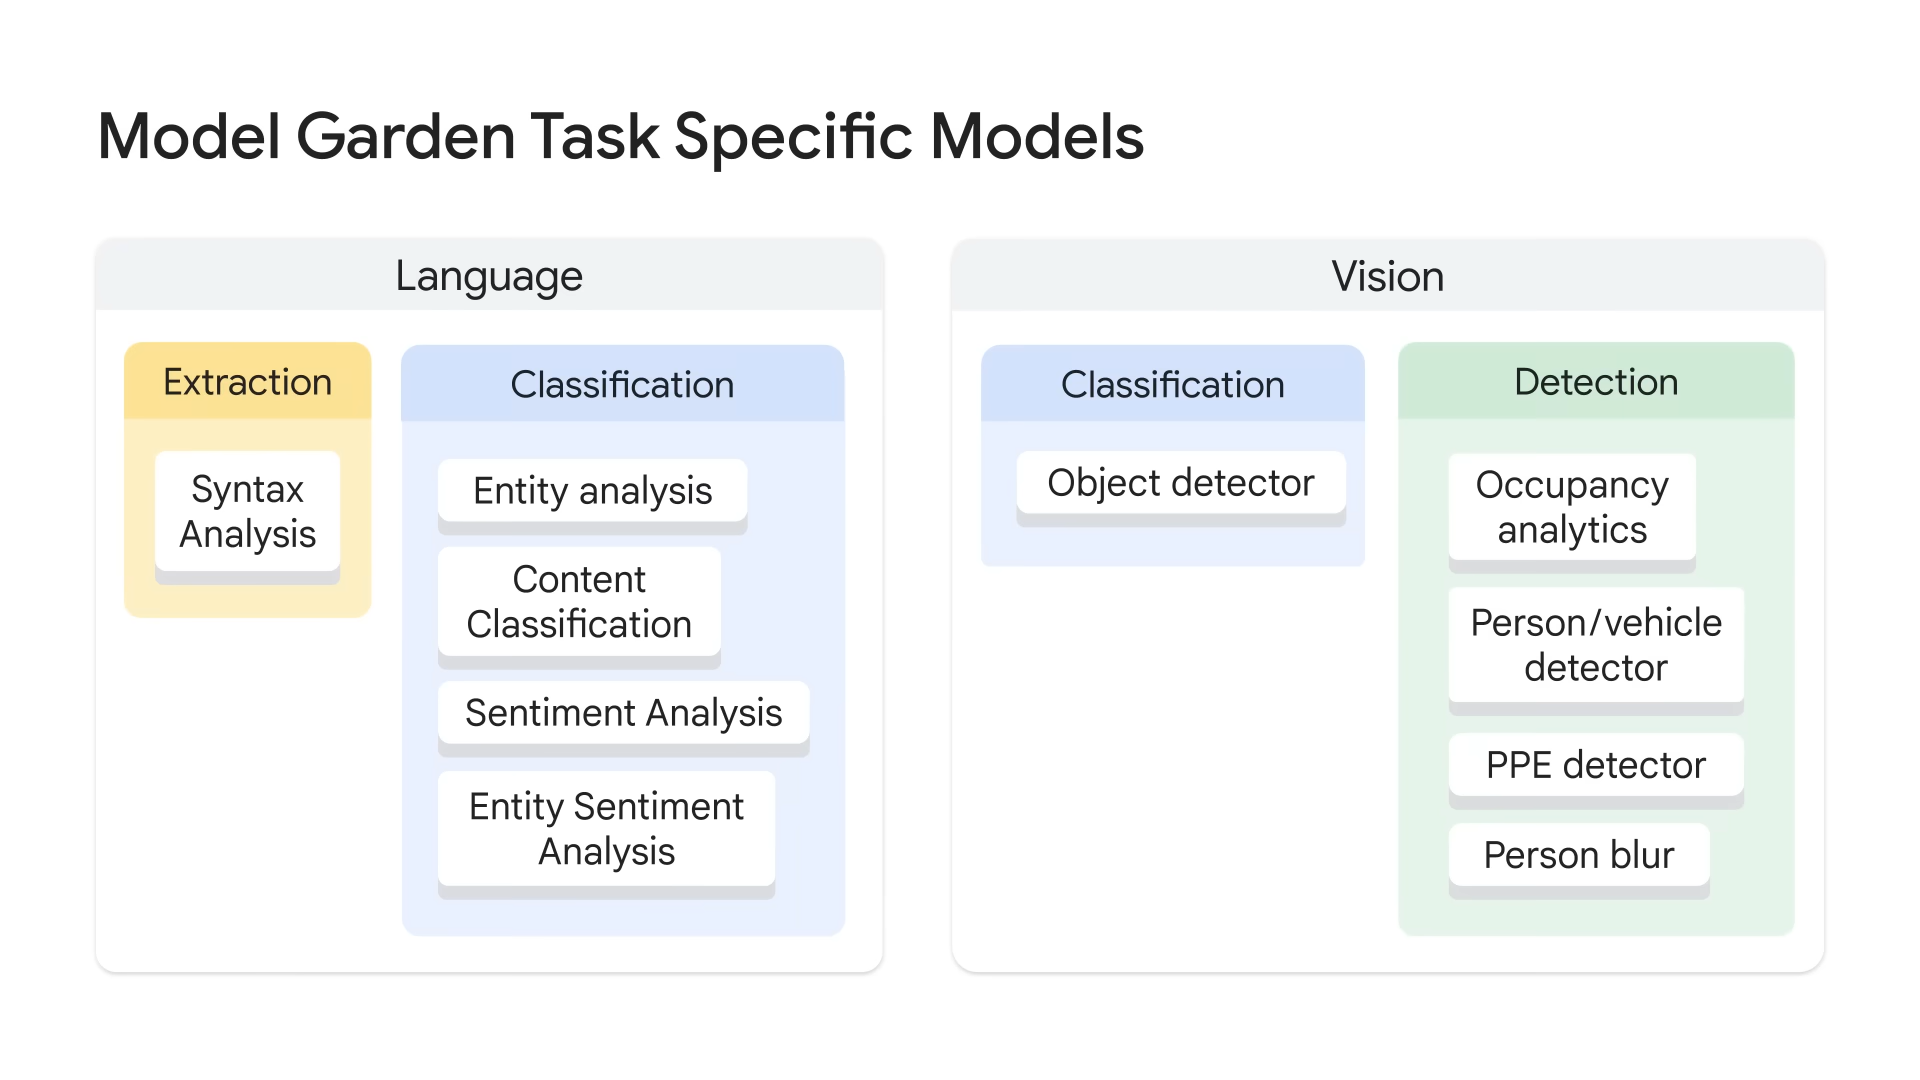 Model Garden Task Specific Models
Language
Extraction
Syntax
Analysis
Classification
Entity analysis
Content
Classification
Sentiment Analysis
Entity Sentiment
Analysis
Vision
Classification
Object detector
Detection
Occupancy
analytics
Person/vehicle
detector
PPE detector
Person blur